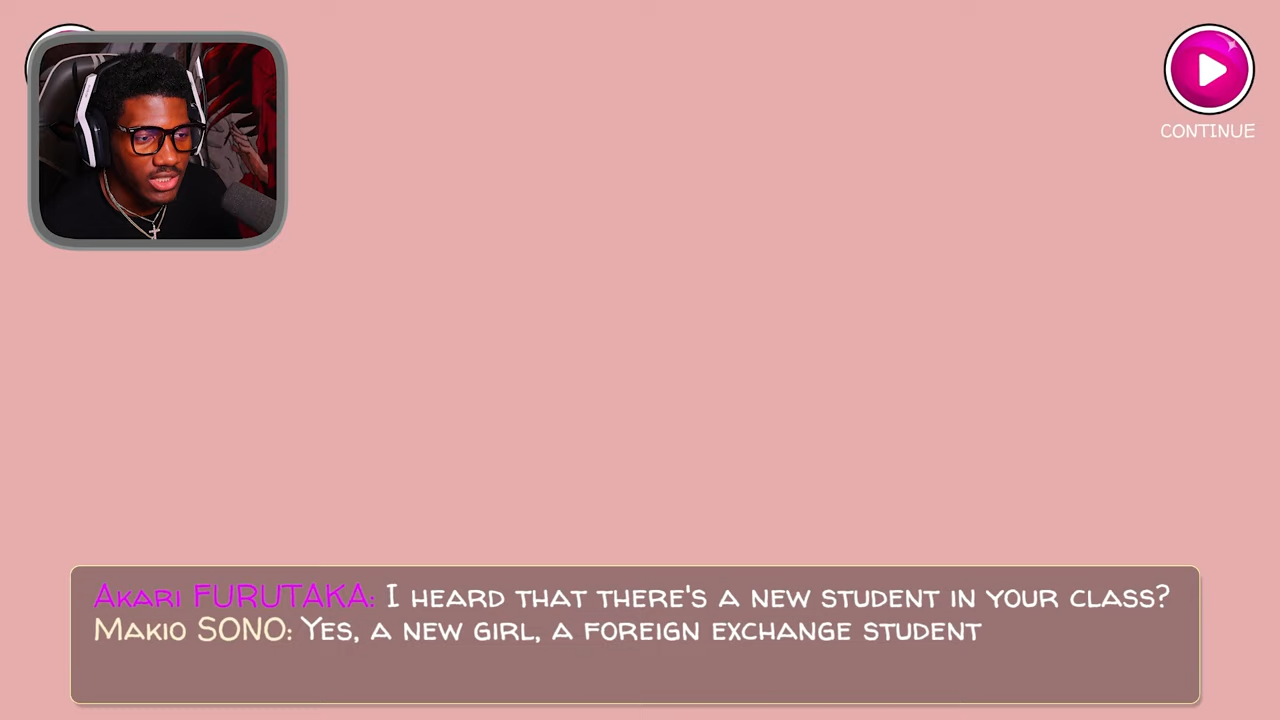 CONTINUE
Akari FURUTAKA: I HEARD THAT THERE'S A NEW STUDENT IN YOUR CLASS?
Makio SONO: YES, A NEW GIRL, A FOREIGN EXCHANGE STUDENT